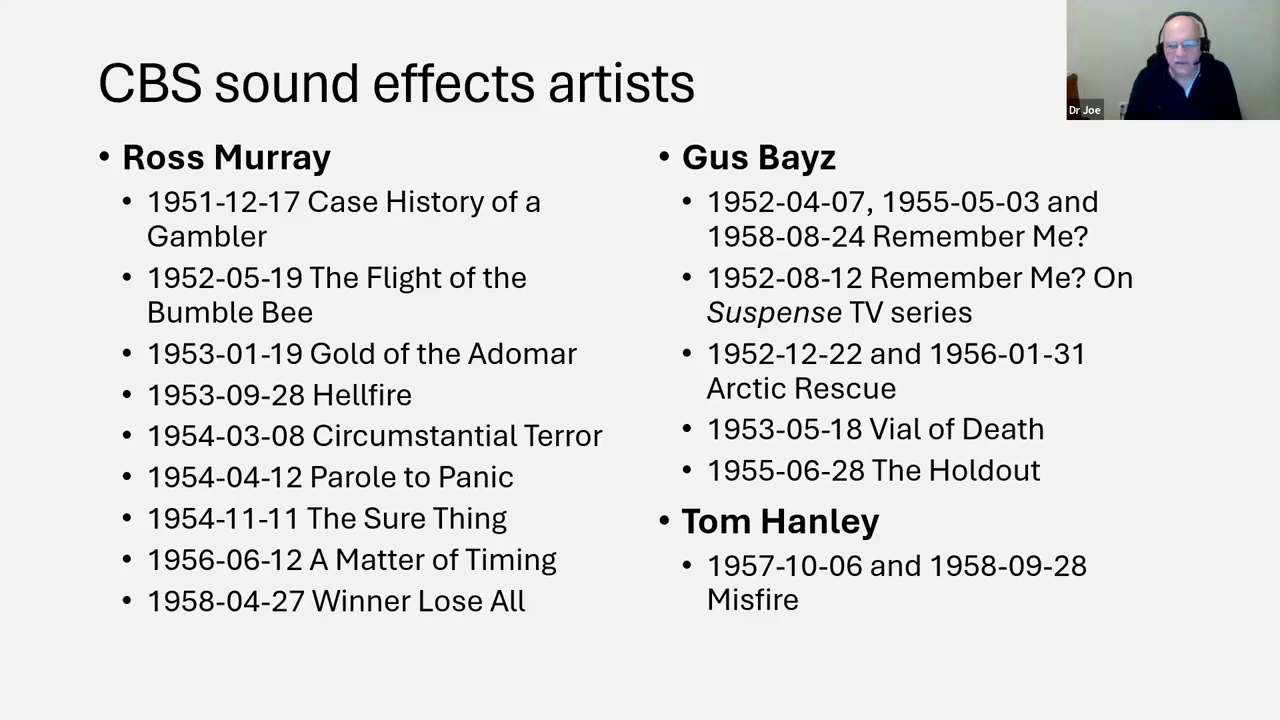 CBS sound effects artists
Dr Joe
• Ross Murray
• 1951-12-17 Case History of a
Gambler
• 1952-05-19 The Flight of the
Bumble Bee
• 1953-01-19 Gold of the Adomar
• 1953-09-28 Hellfire
• 1954-03-08 Circumstantial Terror
• 1954-04-12 Parole to Panic
• 1954-11-11 The Sure Thing
• 1956-06-12 A Matter of Timing
• 1958-04-27 Winner Lose All
• Gus Bayz
• 1952-04-07, 1955-05-03 and
1958-08-24 Remember Me?
• 1952-08-12 Remember Me? On
Suspense TV series
• 1952-12-22 and 1956-01-31
Arctic Rescue
• 1953-05-18 Vial of Death
• 1955-06-28 The Holdout
• Tom Hanley
• 1957-10-06 and 1958-09-28
Misfire